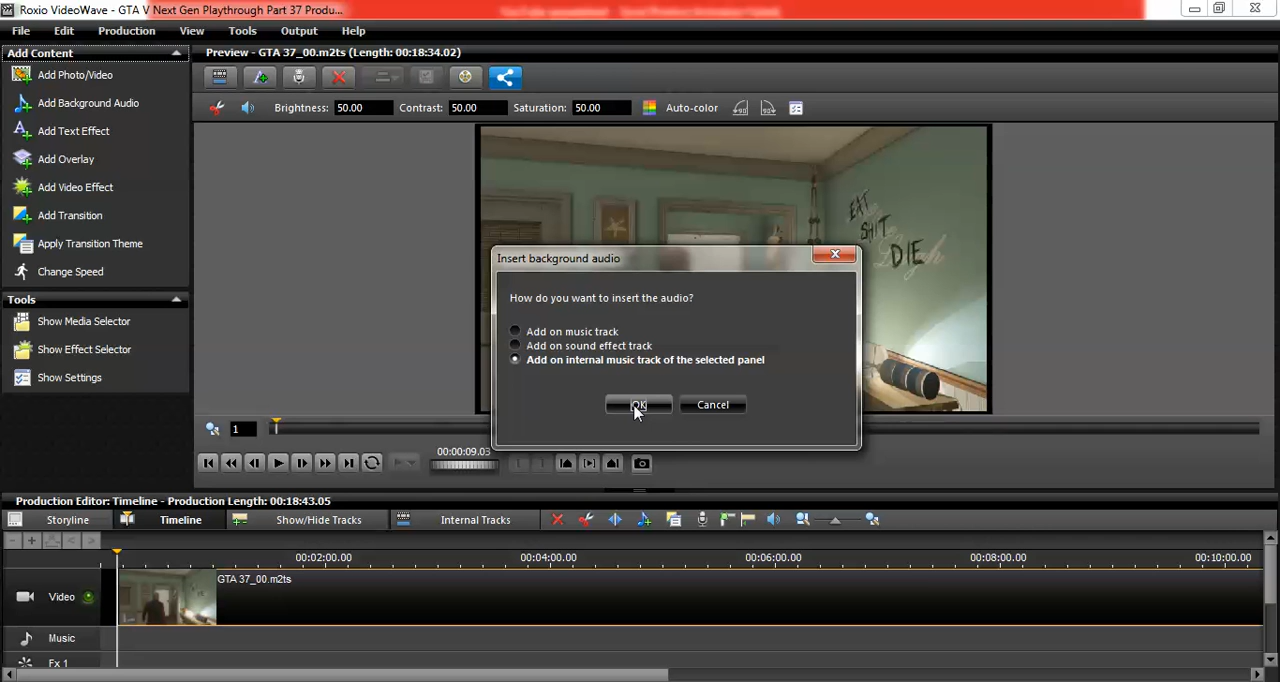 Roxio VideoWave - GTA V Next Gen Playthrough Part 37 Produ...
File Edit Production View Tools Output Help
Add Content
Preview - GTA 37_00.m2ts (Length: 00:18:34.02)
Add Photo/Video
Add Background Audio
Brightness: 50.00 Contrast: 50.00 Saturation: 50.00 Auto-color
Add Text Effect
Add Overlay
Add Video Effect
Add Transition
Apply Transition Theme
Change Speed
EAT
SHIT
DIE
Insert background audio
How do you want to insert the audio?
Add on music track
Add on sound effect track
Add on internal music track of the selected panel
OK Cancel
Tools
Show Media Selector
Show Effect Selector
Show Settings
1
00:00:09.03
Production Editor: Timeline - Production Length: 00:18:43.05
Storyline Timeline Show/Hide Tracks Internal Tracks
00:02:00.00 00:04:00.00 00:06:00.00 00:08:00.00 00:10:00.00
GTA 37_00.m2ts
Video
Music
Fx 1